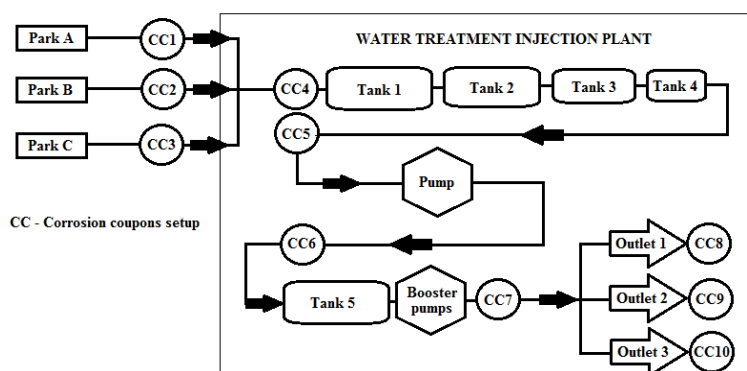 Park A
CC1
WATER TREATMENT INJECTION PLANT
Park B
CC2
CC4
Tank 1
Tank 2
Tank 3
Tank 4
Park C
CC3
CC5
Pump
CC - Corrosion coupons setup
CC6
Outlet 1
CC8
Tank 5
Booster
pumps
CC7
Outlet 2
CC9
Outlet 3
CC10